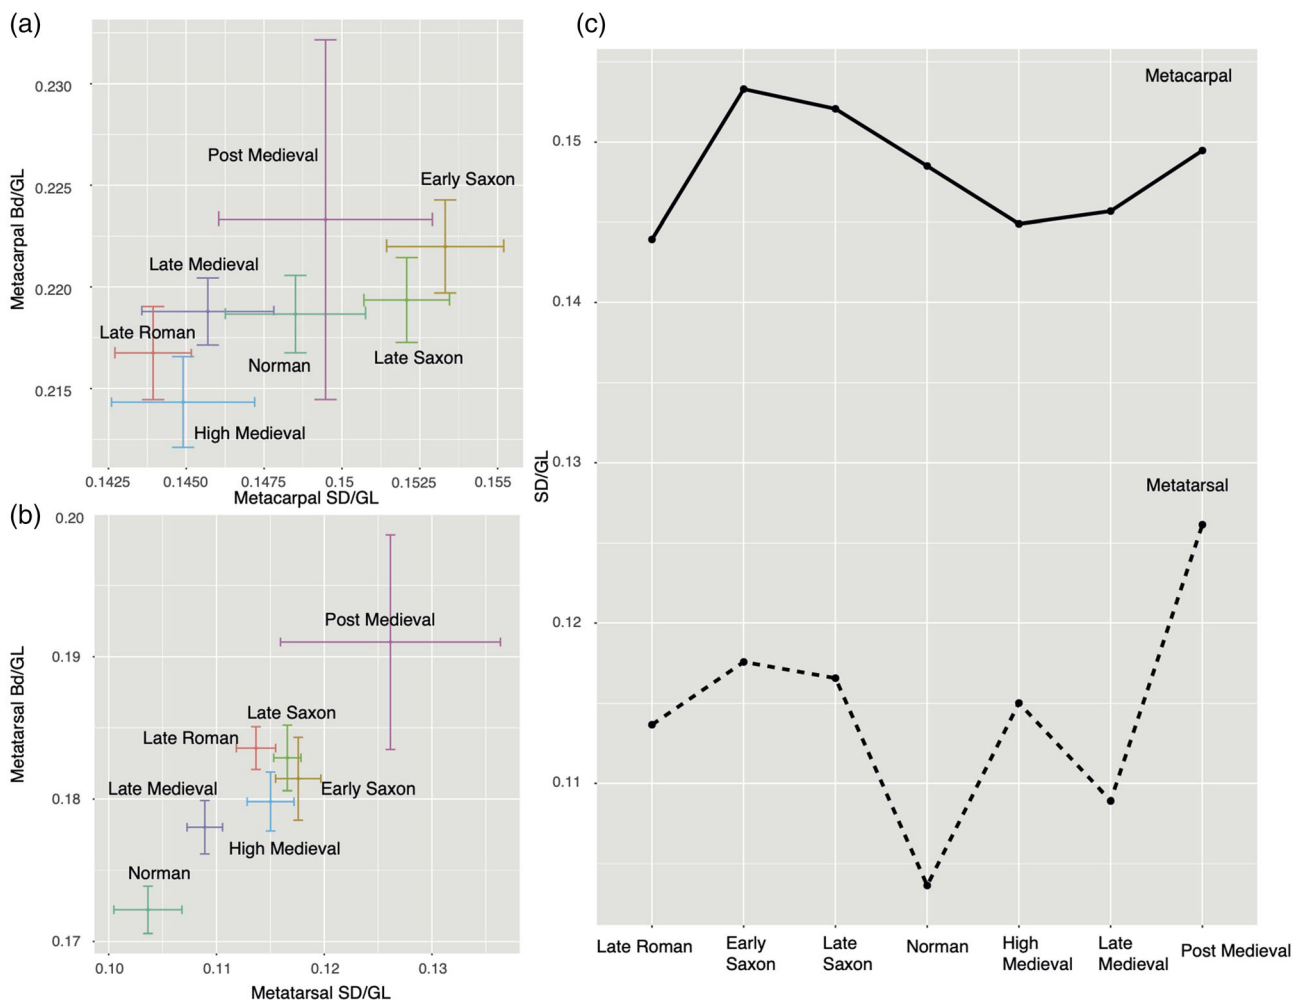 (a)
0.230
0.225
0.220
0.215
Metacarpal Bd/GL
Post Medieval
Early Saxon
Late Medieval
Late Roman
Norman
Late Saxon
High Medieval
0.1425
0.1450
0.1475
0.15
0.1525
0.155
Metacarpal SD/GL
(b)
0.20
0.19
0.18
0.17
Metatarsal Bd/GL
Post Medieval
Late Saxon
Late Roman
Late Medieval
Early Saxon
High Medieval
Norman
0.10
0.11
0.12
0.13
Metatarsal SD/GL
(c)
Metacarpal
0.15
0.14
0.13
SD/GL
Metatarsal
0.12
0.11
Late Roman
Early
Saxon
Late
Saxon
Norman
High
Medieval
Late
Medieval
Post Medieval